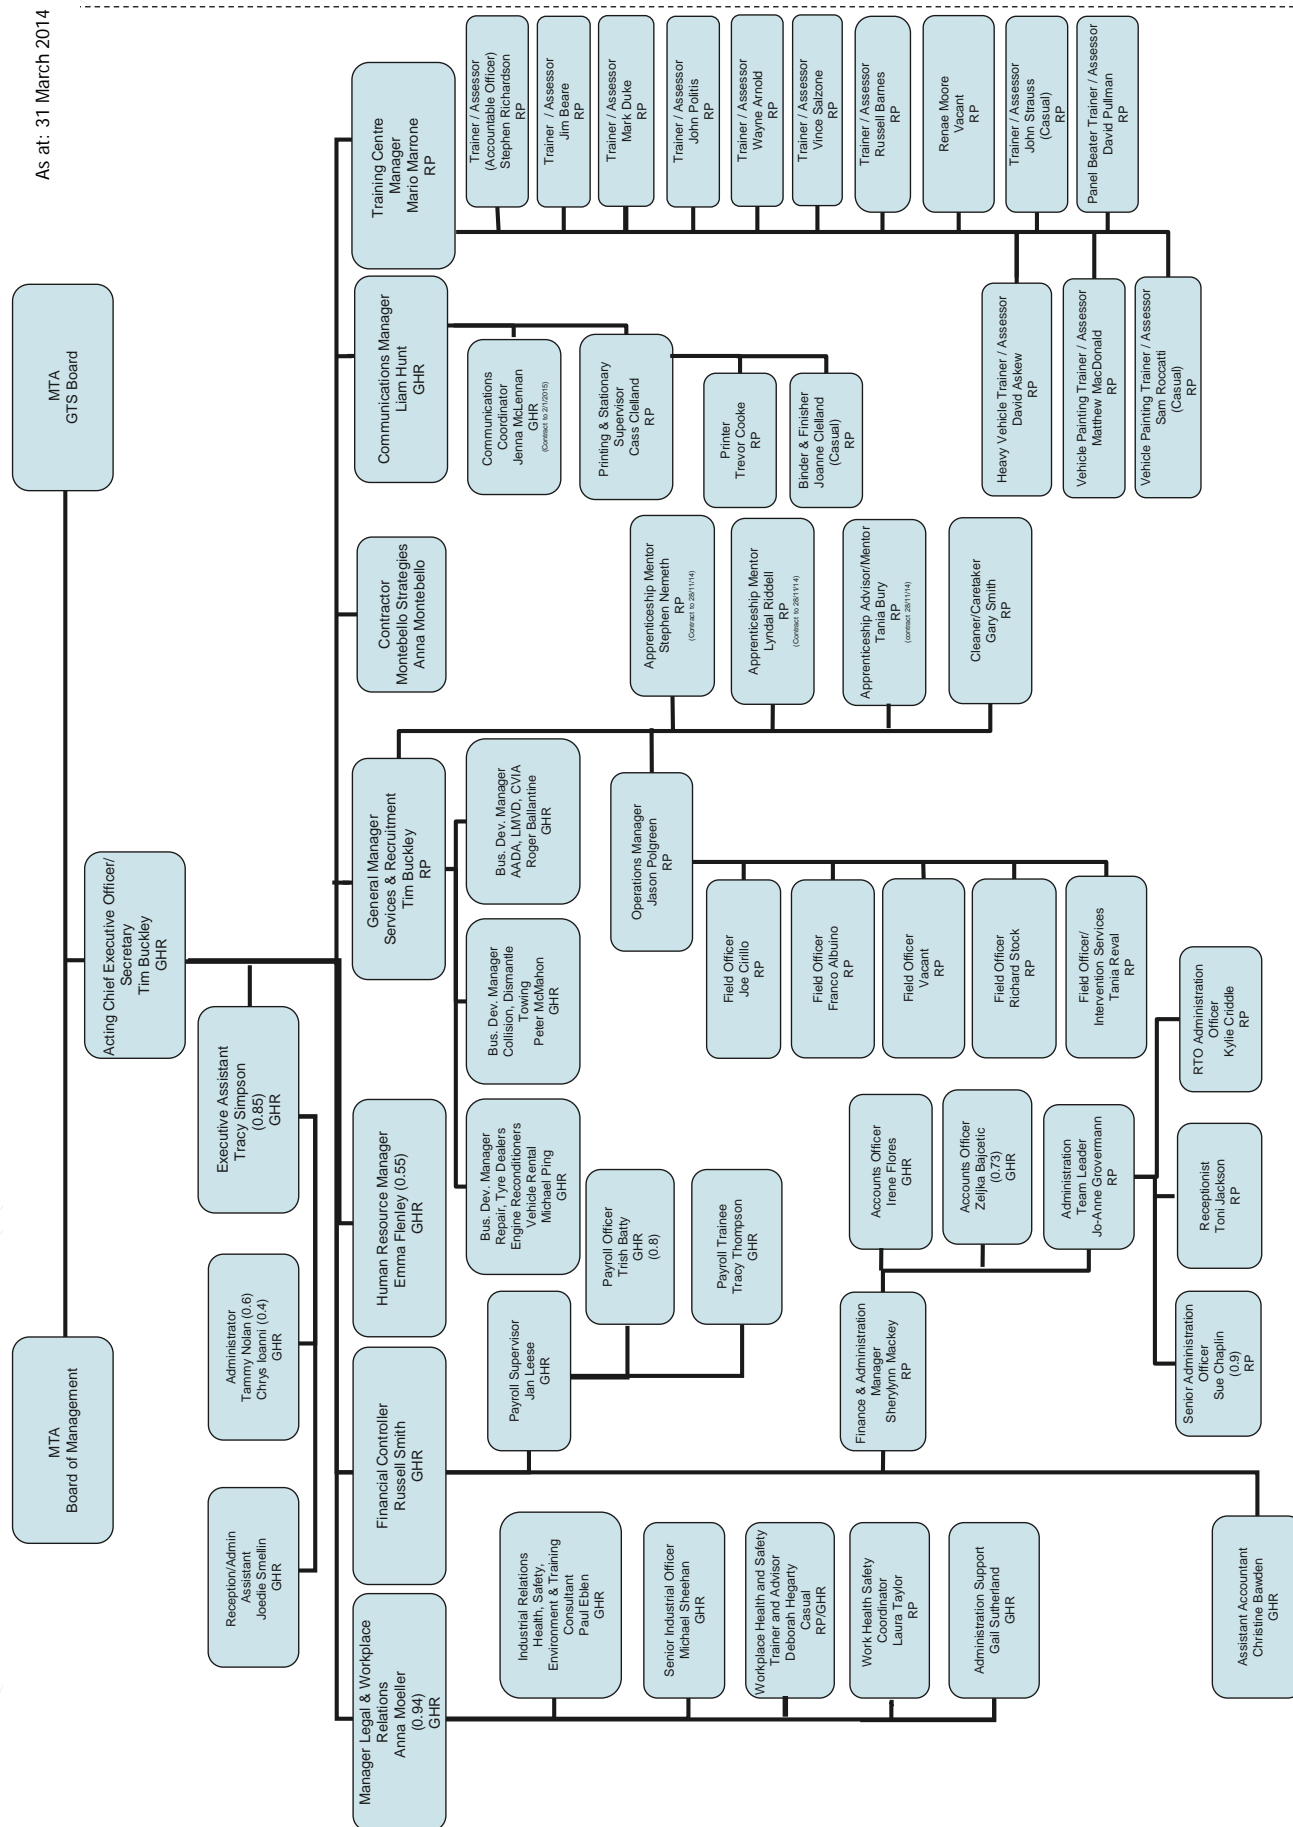 As at: 31 March 2014
MTA
Board of Management
MTA
GTS Board
Acting Chief Executive Officer/
Secretary
Tim Buckley
GHR
Reception/Admin
Assistant
Joedie Smellin
GHR
Administrator
Tammy Nolan (0.6)
Chrys Ioanni (0.4)
GHR
Executive Assistant
Tracy Simpson
(0.85)
GHR
Manager Legal & Workplace
Relations
Anna Moeller
(0.94)
GHR
Financial Controller
Russell Smith
GHR
Human Resource Manager
Emma Flenley (0.55)
GHR
General Manager
Services & Recruitment
Tim Buckley
RP
Contractor
Montebello Strategies
Anna Montebello
Communications Manager
Liam Hunt
GHR
Training Centre
Manager
Mario Marrone
RP
Industrial Relations
Health, Safety,
Environment & Training
Consultant
Paul Eblen
GHR
Senior Industrial Officer
Michael Sheehan
GHR
Workplace Health and Safety
Trainer and Advisor
Deborah Hegarty
Casual
RP/GHR
Work Health Safety
Coordinator
Laura Taylor
RP
Administration Support
Gail Sutherland
GHR
Payroll Supervisor
Jan Leese
GHR
Payroll Officer
Trish Batty
GHR
(0.8)
Payroll Trainee
Tracy Thompson
GHR
Finance & Administration
Manager
Sherylynn Mackey
RP
Accounts Officer
Irene Flores
GHR
Accounts Officer
Zeljka Bajcetic
(0.73)
GHR
Administration
Team Leader
Jo-Anne Grovermann
RP
Senior Administration
Officer
Sue Chaplin
(0.9)
RP
Receptionist
Toni Jackson
RP
RTO Administration
Officer
Kylie Criddle
RP
Assistant Accountant
Christine Bawden
GHR
Bus. Dev. Manager
Repair, Tyre Dealers
Engine Reconditioners
Vehicle Rental
Michael Ping
GHR
Bus. Dev. Manager
Collision, Dismantle
Towing
Peter McMahon
GHR
Bus. Dev. Manager
AADA, LMVD, CVIA
Roger Ballantine
GHR
Operations Manager
Jason Polgreen
RP
Field Officer
Joe Cirillo
RP
Field Officer
Franco Albuino
RP
Field Officer
Vacant
RP
Field Officer
Richard Stock
RP
Field Officer/
Intervention Services
Tania Reval
RP
Apprenticeship Mentor
Stephen Nemeth
RP
(Contract to 28/11/14)
Apprenticeship Mentor
Lyndal Riddell
RP
(Contract to 28/11/14)
Apprenticeship Advisor/Mentor
Tania Bury
RP
(contract 28/11/14)
Cleaner/Caretaker
Gary Smith
RP
Communications
Coordinator
Jenna McLennan
GHR
(Contract to 2/1/2015)
Printing & Stationary
Supervisor
Cass Clelland
RP
Printer
Trevor Cooke
RP
Binder & Finisher
Joanne Clelland
(Casual)
RP
Trainer / Assessor
(Accountable Officer)
Stephen Richardson
RP
Trainer / Assessor
Jim Beare
RP
Trainer / Assessor
Mark Duke
RP
Trainer / Assessor
John Politis
RP
Trainer / Assessor
Wayne Arnold
RP
Trainer / Assessor
Vince Salzone
RP
Trainer / Assessor
Russell Barnes
RP
Renae Moore
Vacant
RP
Trainer / Assessor
John Strauss
(Casual)
RP
Panel Beater Trainer / Assessor
David Pullman
RP
Heavy Vehicle Trainer / Assessor
David Askew
RP
Vehicle Painting Trainer / Assessor
Matthew MacDonald
RP
Vehicle Painting Trainer / Assessor
Sam Roccatti
(Casual)
RP